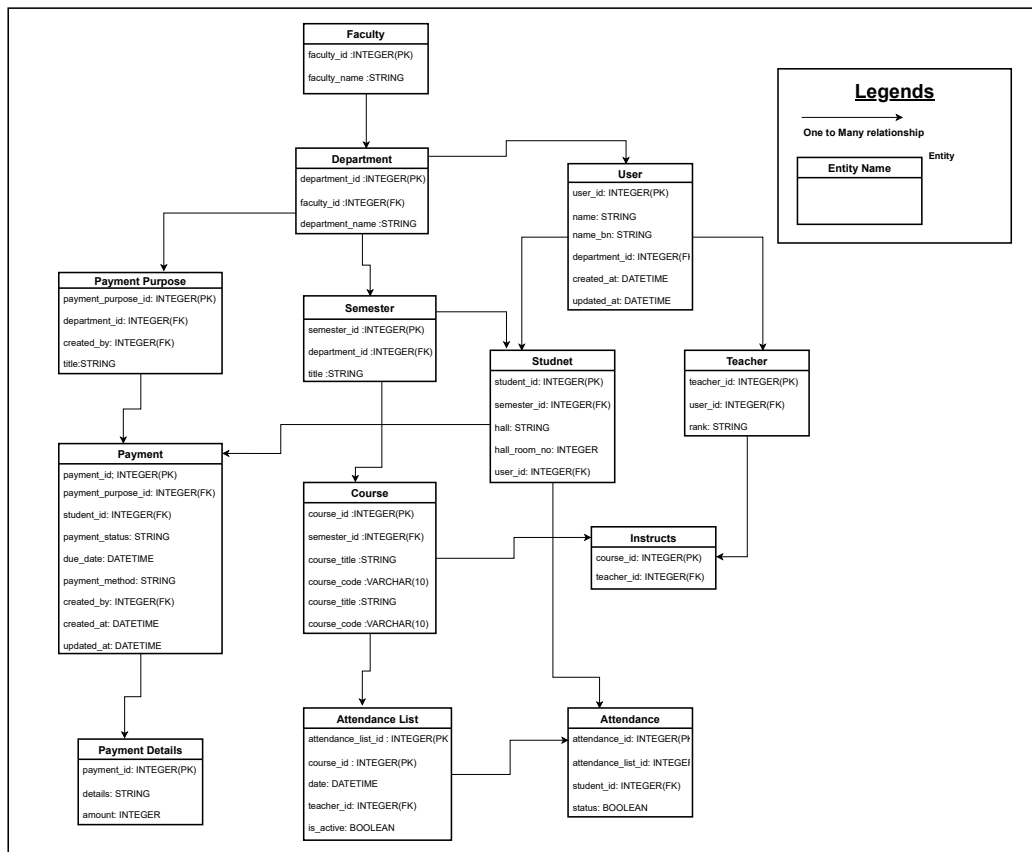 Faculty
faculty_id :INTEGER(PK)
faculty_name :STRING
Legends
One to Many relationship
Entity
Entity Name
Department
department_id :INTEGER(PK)
faculty_id :INTEGER(FK)
department_name :STRING
User
user_id: INTEGER(PK)
name: STRING
name_bn: STRING
department_id: INTEGER(F
created_at: DATETIME
updated_at: DATETIME
Payment Purpose
payment_purpose_id: INTEGER(PK)
department_id: INTEGER(FK)
created_by: INTEGER(FK)
title:STRING
Semester
semester_id :INTEGER(PK)
department_id :INTEGER(FK)
title :STRING
Studnet
student_id: INTEGER(PK)
semester_id: INTEGER(FK)
hall: STRING
hall_room_no: INTEGER
user_id: INTEGER(FK)
Teacher
teacher_id: INTEGER(PK)
user_id: INTEGER(FK)
rank: STRING
Payment
payment_id; INTEGER(PK)
payment_purpose_id: INTEGER(FK)
student_id: INTEGER(FK)
payment_status: STRING
due_date: DATETIME
payment_method: STRING
created_by: INTEGER(FK)
created_at: DATETIME
updated_at: DATETIME
Course
course_id :INTEGER(PK)
semester_id :INTEGER(FK)
course_title :STRING
course_code :VARCHAR(10)
course_title :STRING
course_code :VARCHAR(10)
Instructs
course_id: INTEGER(PK)
teacher_id: INTEGER(FK)
Payment Details
payment_id: INTEGER(PK)
details: STRING
amount: INTEGER
Attendance List
attendance_list_id : INTEGER(PK
course_id : INTEGER(PK)
date: DATETIME
teacher_id: INTEGER(FK)
is_active: BOOLEAN
Attendance
attendance_id: INTEGER(P
attendance_list_id: INTEGE
student_id: INTEGER(FK)
status: BOOLEAN